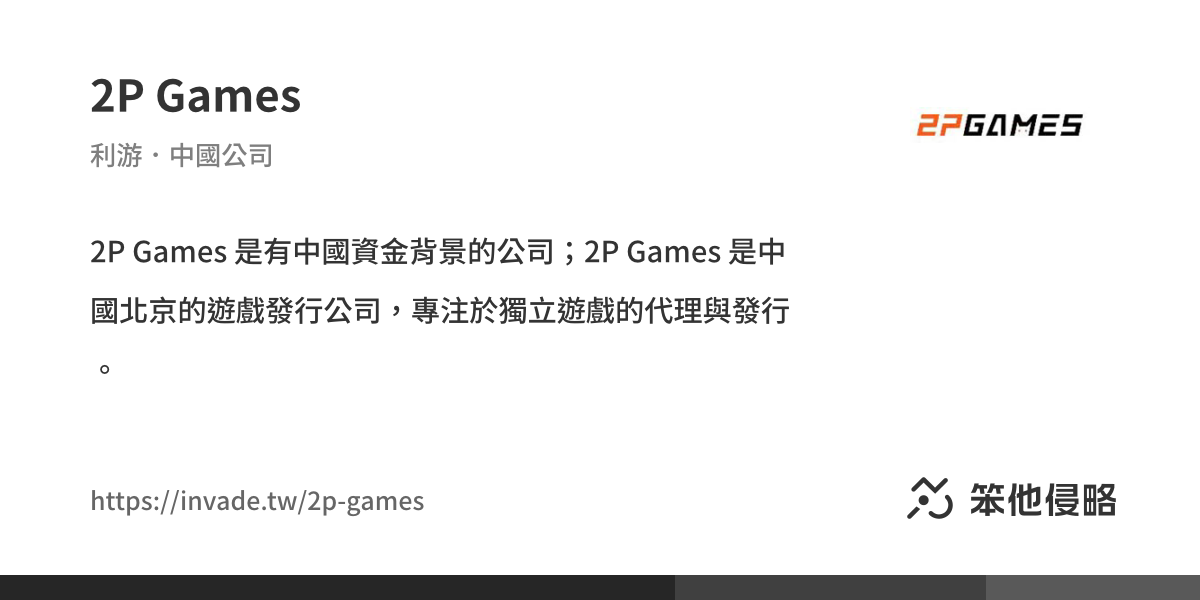 2P Games
2PGAMES
利游・中國公司
2P Games 是有中國資金背景的公司；2P Games 是中
國北京的遊戲發行公司，專注於獨立遊戲的代理與發行
。
https://invade.tw/2p-games
笨他侵略